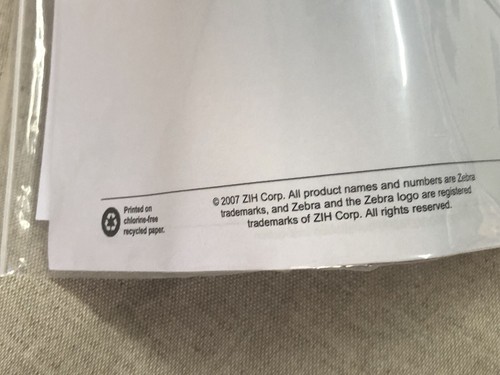 Printed on
chlorine-free
recycled paper.
© 2007 ZIH Corp. All product names and numbers are Zebra
trademarks, and Zebra and the Zebra logo are registered
trademarks of ZIH Corp. All rights reserved.